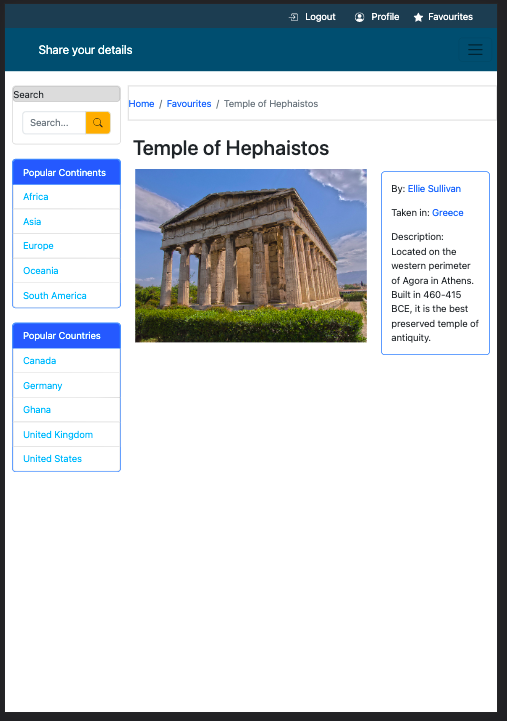 Logout Profile Favourites
Share your details
Search
Search...
Home / Favourites / Temple of Hephaistos
Temple of Hephaistos
Popular Continents
Africa
Asia
Europe
Oceania
South America
Popular Countries
Canada
Germany
Ghana
United Kingdom
United States
By: Ellie Sullivan
Taken in: Greece
Description:
Located on the
western perimeter
of Agora in Athens.
Built in 460-415
BCE, it is the best
preserved temple of
antiquity.